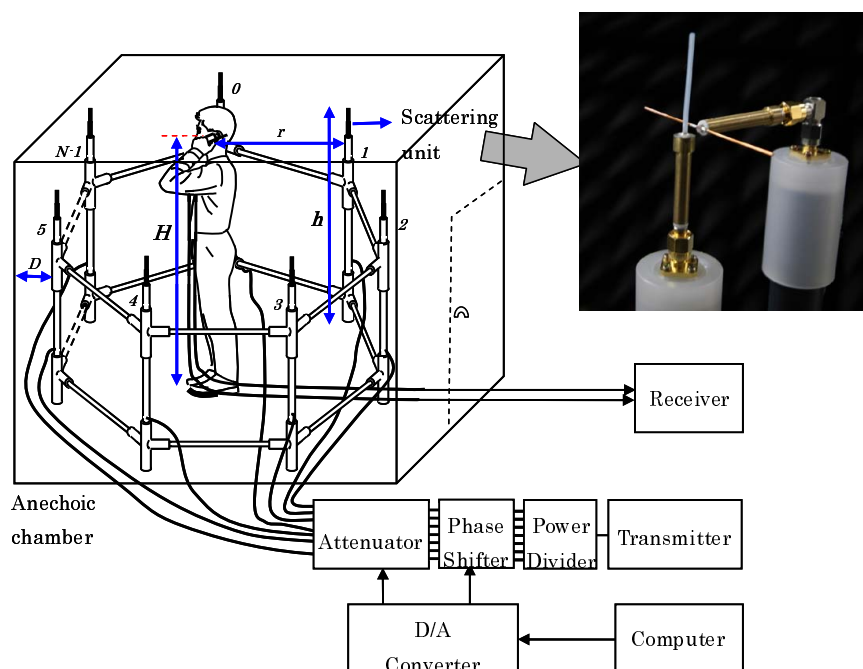 0
r
Scattering
unit
N-1
1
H
h
2
5
D
4
3
Receiver
Anechoic
chamber
Attenuator
Phase
Shifter
Power
Divider
Transmitter
D/A
Converter
Computer